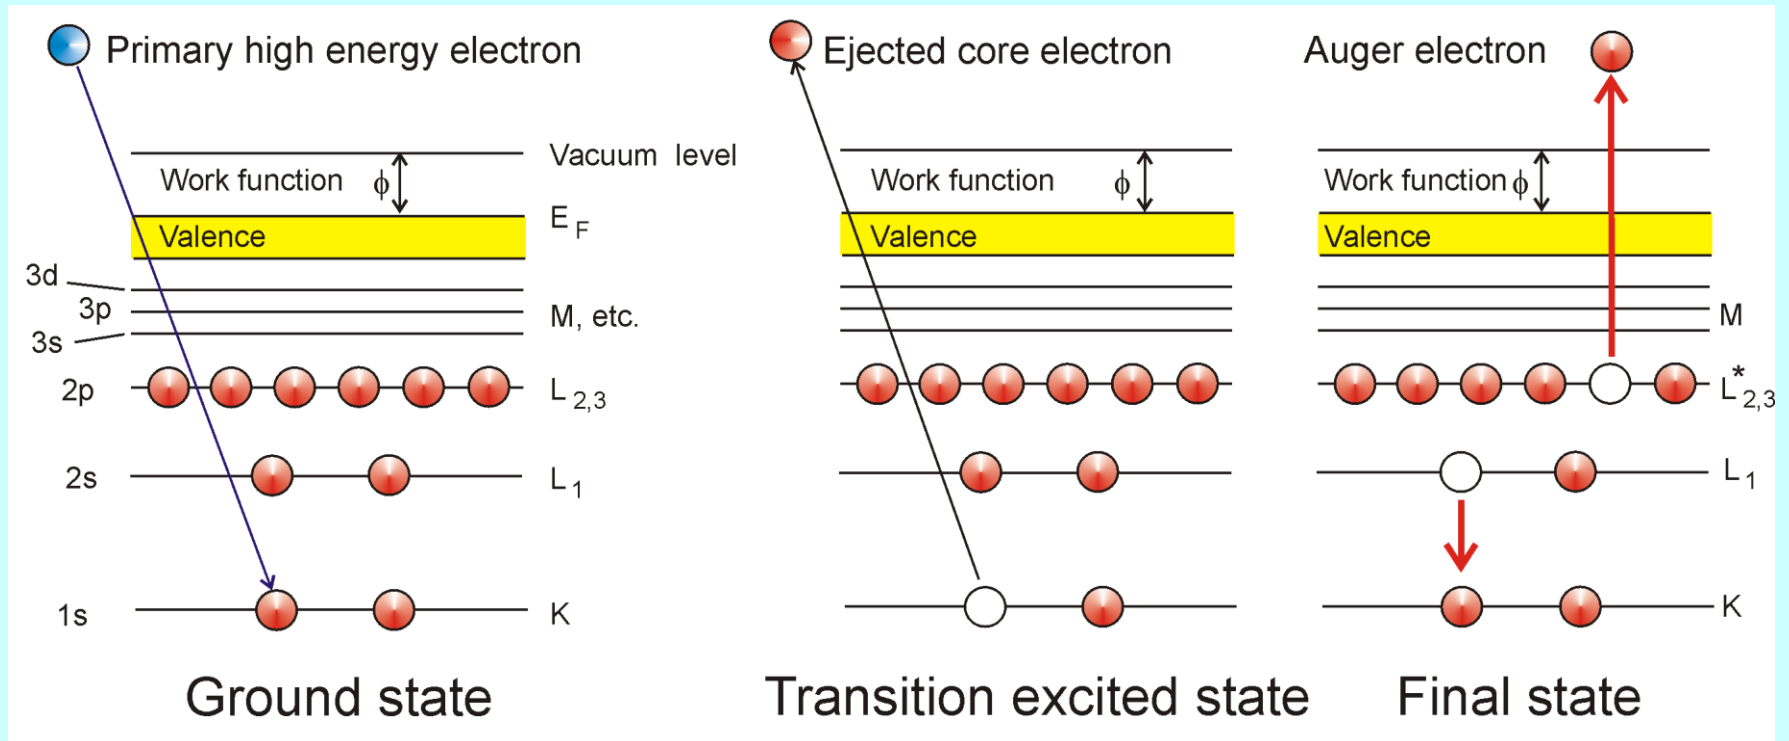 Primary high energy electron
Vacuum level
Work function ϕ
E F
Valence
3d
3p
M, etc.
3s
2p
L 2,3
2s
L 1
1s
K
Ground state
Ejected core electron
Work function ϕ
Valence
Transition excited state
Auger electron
Work function ϕ
Valence
M
L* 2,3
L 1
K
Final state